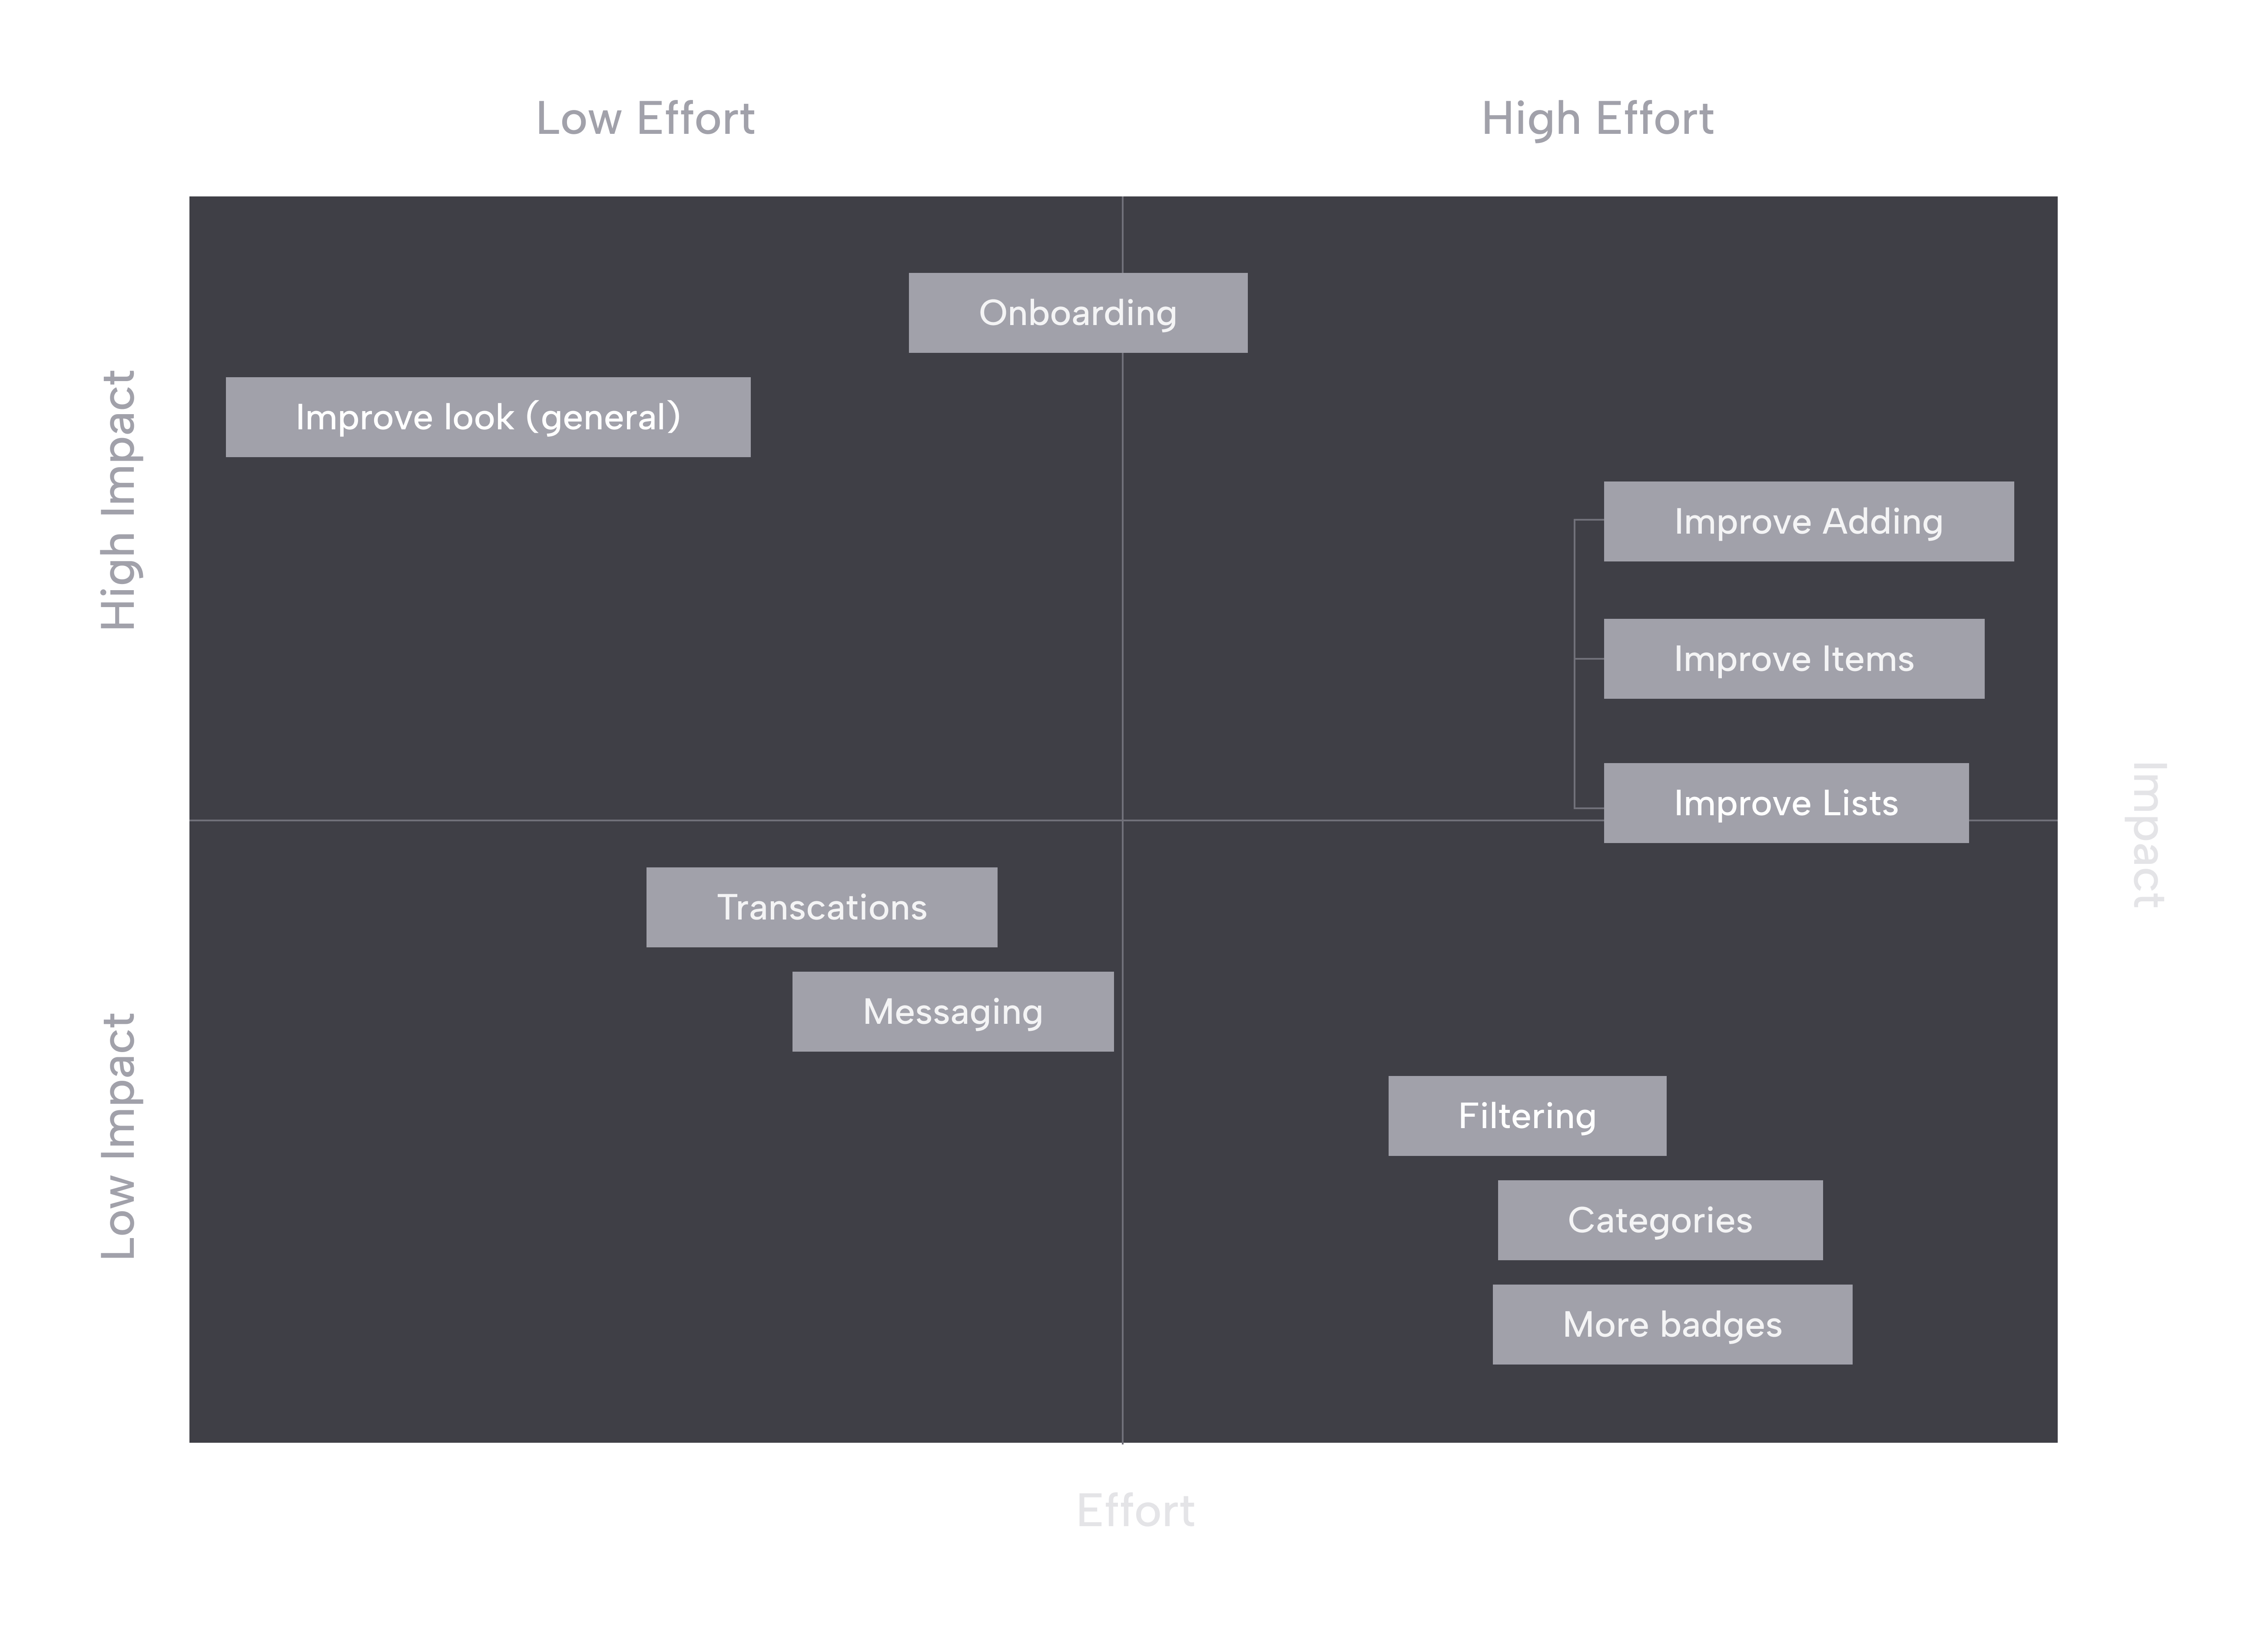 Low Effort
High Effort
Onboarding
Improve look (general)
High Impact
Improve Adding
Improve Items
Improve Lists
Impact
Transcations
Messaging
Low Impact
Filtering
Categories
More badges
Effort